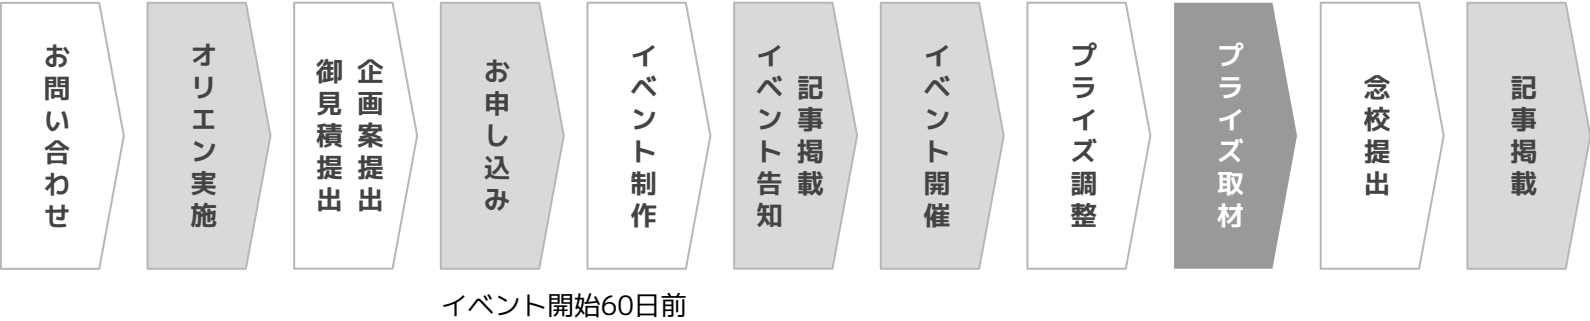 お問い合わせ
オリエン実施
企画案提出
御見積提出
お申し込み
イベント制作
記事掲載
イベント告知
イベント開催
プライズ調整
プライズ取材
念校提出
記事掲載
イベント開始60日前